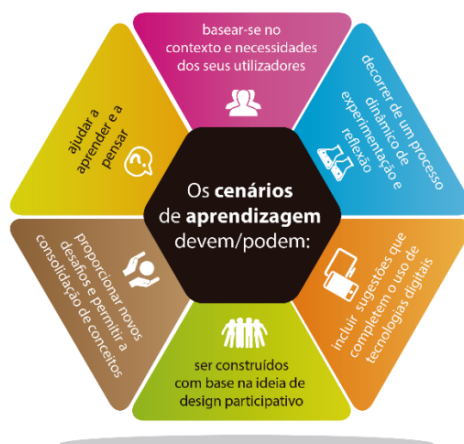 basear-se no
contexto e necessidades
dos seus utilizadores
decorrer de um processo
dinâmico de
experimentação e
reflexão
Incluir sugestões que
completem o uso de
tecnologias digitais
ser construídos
com base na ideia de
design participativo
proporcionar novos
desafios e permitir a
consolidação de conceitos
ajudar a
aprender e a
pensar
Os cenários
de aprendizagem
devem/podem: